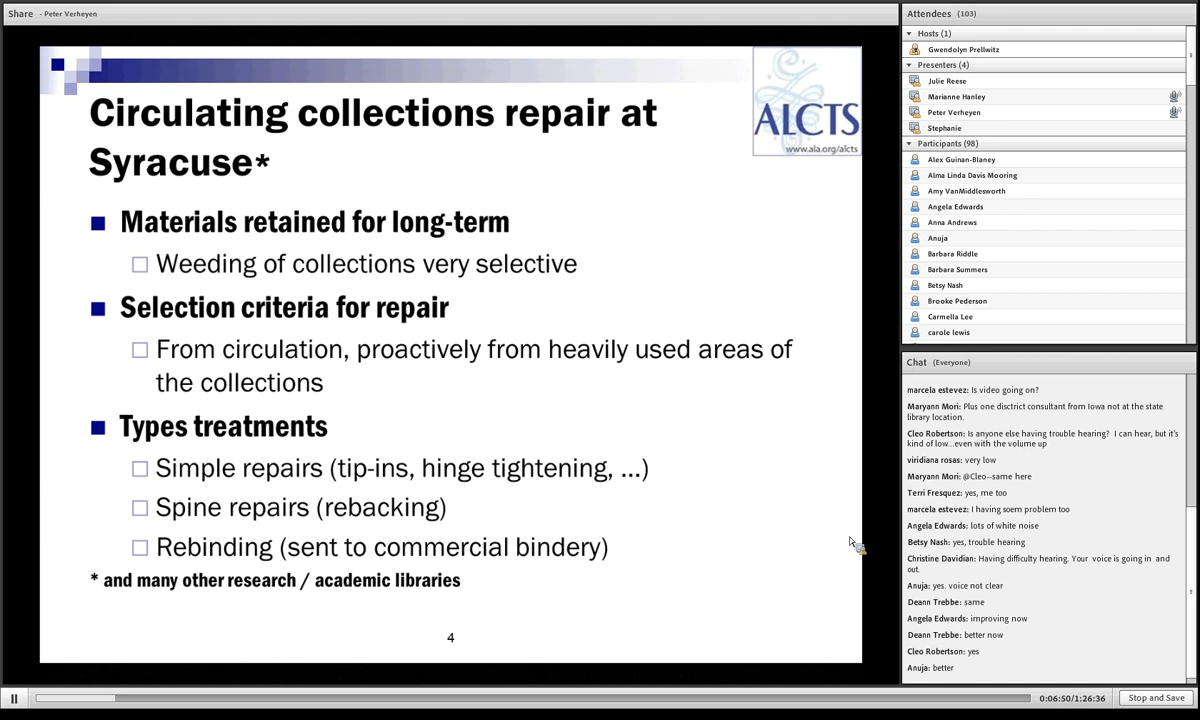 Share - Peter Verheyen
ALCTS
www.ala.org/alcts
Circulating collections repair at
Syracuse*
Materials retained for long-term
Weeding of collections very selective
Selection criteria for repair
From circulation, proactively from heavily used areas of
the collections
Types treatments
Simple repairs (tip-ins, hinge tightening, ...)
Spine repairs (rebacking)
Rebinding (sent to commercial bindery)
* and many other research / academic libraries
4
Attendees (103)
Hosts (1)
Gwendolyn Prellwitz
Presenters (4)
Julie Reese
Marianne Hanley
Peter Verheyen
Stephanie
Participants (98)
Alex Guinan-Blaney
Alma Linda Davis Mooring
Amy VanMiddlesworth
Angela Edwards
Anna Andrews
Anuja
Barbara Riddle
Barbara Summers
Betsy Nash
Brooke Pederson
Carmella Lee
carole lewis
Chat (Everyone)
marcela estevez: Is video going on?
Maryann Mori: Plus one disctrict consultant from Iowa not at the state
library location.
Cleo Robertson: Is anyone else having trouble hearing? I can hear, but it's
kind of low...even with the volume up
viridiana rosas: very low
Maryann Mori: @Cleo--same here
Terri Fresquez: yes, me too
marcela estevez: I having soem problem too
Angela Edwards: lots of white noise
Betsy Nash: yes, trouble hearing
Christine Davidian: Having difficulty hearing. Your voice is going in and
out.
Anuja: yes. voice not clear
Deann Trebbe: same
Angela Edwards: improving now
Deann Trebbe: better now
Cleo Robertson: yes
Anuja: better
0:06:50/1:26:36
Stop and Save